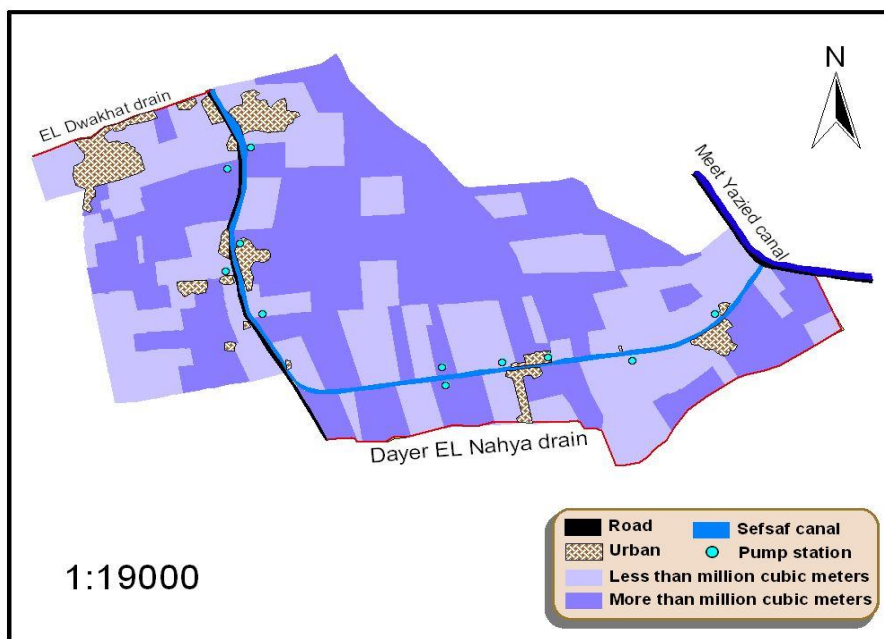 N
EL Dwakhat drain
Meet Yazied canal
Dayer EL Nahya drain
1:19000
Road
Sefsaf canal
Urban
Pump station
Less than million cubic meters
More than million cubic meters